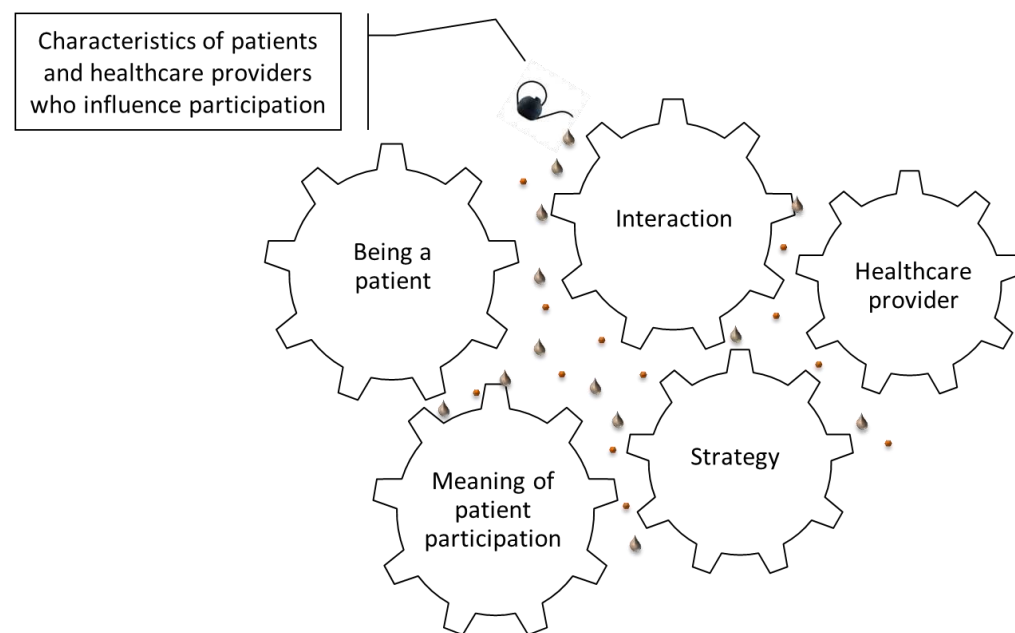 Characteristics of patients
and healthcare providers
who influence participation
Being a
patient
Interaction
Healthcare
provider
Meaning of
patient
participation
Strategy